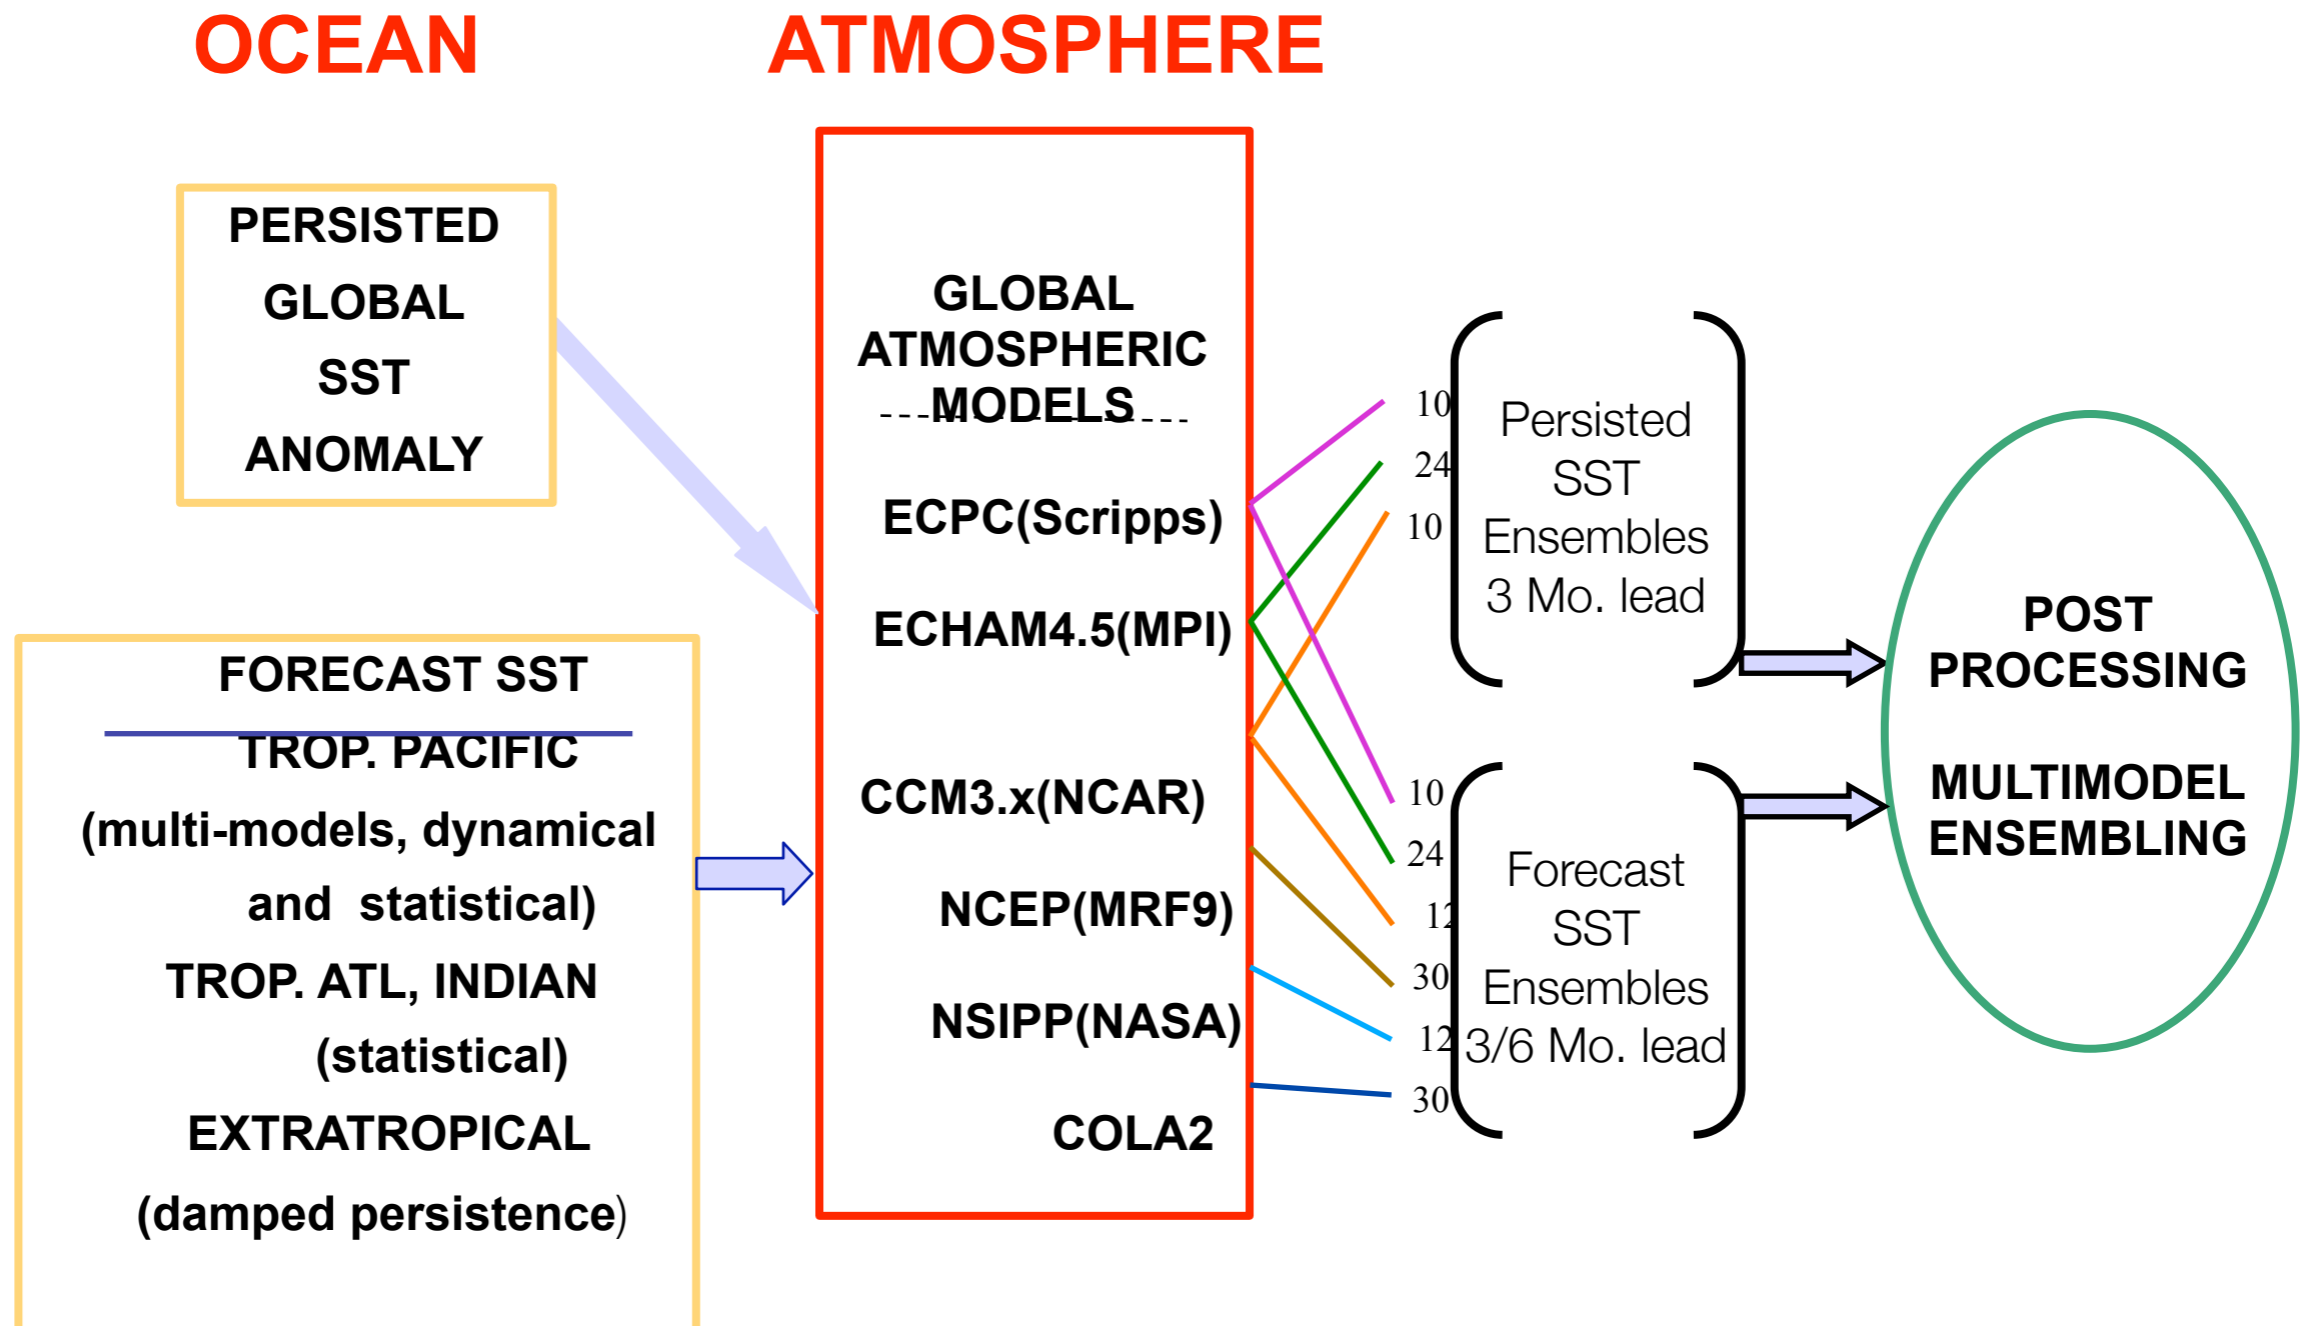 OCEAN
ATMOSPHERE
PERSISTED
GLOBAL
SST
ANOMALY
FORECAST SST
TROP. PACIFIC
(multi-models, dynamical
and statistical)
TROP. ATL, INDIAN
(statistical)
EXTRATROPICAL
(damped persistence)
GLOBAL
ATMOSPHERIC
MODELS
ECPC(Scripps)
ECHAM4.5(MPI)
CCM3.x(NCAR)
NCEP(MRF9)
NSIPP(NASA)
COLA2
10
24
10
Persisted
SST
Ensembles
3 Mo. lead
10
24
12
30
12
30
Forecast
SST
Ensembles
3/6 Mo. lead
POST
PROCESSING
MULTIMODEL
ENSEMBLING